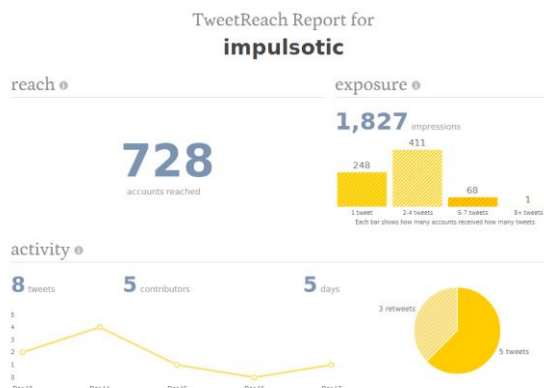 TweetReach Report for
impulsotic
reach
exposure
728
accounts reached
1,827 impressions
248
411
68
1
1 tweet
2-4 tweets
5-7 tweets
8+ tweets
Each bar shows how many accounts received how many tweets
activity
8 tweets
5 contributors
5 days
5
4
3
2
1
0
3 retweets
5 tweets